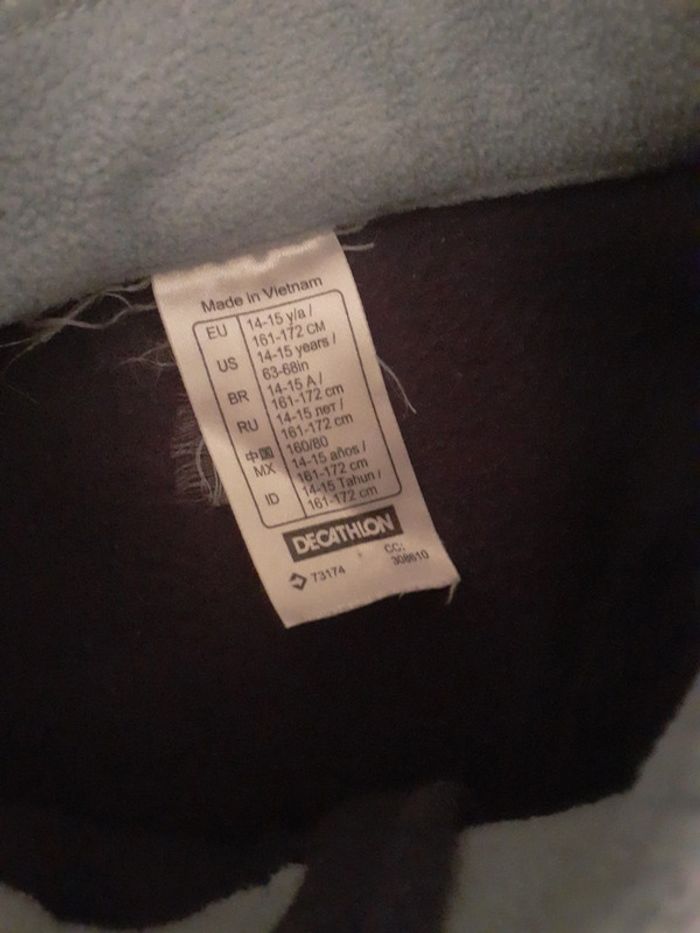 Made in Vietnam
EU 14-15 y/a /
161-172 CM
US 14-15 years /
63-68in
BR 14-15 A /
161-172 cm
RU 14-15 лет /
161-172 cm
中国 160/80
MX 14-15 años /
161-172 cm
ID 14-15 Tahun /
161-172 cm
DECATHLON
73174 CC:
308610